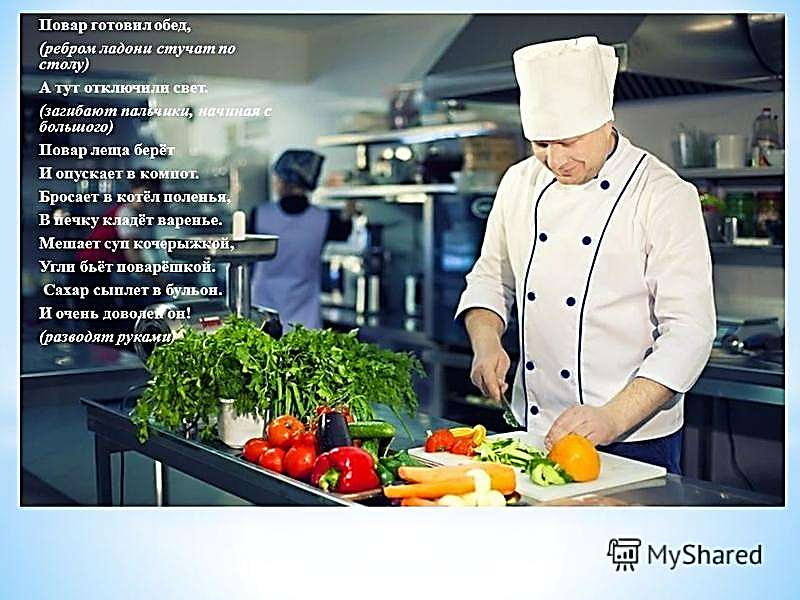 Повар готовил обед,
(ребром ладони стучат по
столу)
А тут отключили свет.
(загибают пальчики, начиная с
большого)
Повар леща берёт
И опускает в компот.
Бросает в котёл поленья,
В печку кладёт варенье.
Мешает суп кочерыжкой,
Угли бьёт поварёшкой.
Сахар сыплет в бульон.
И очень доволен он!
(разводят руками)
MyShared